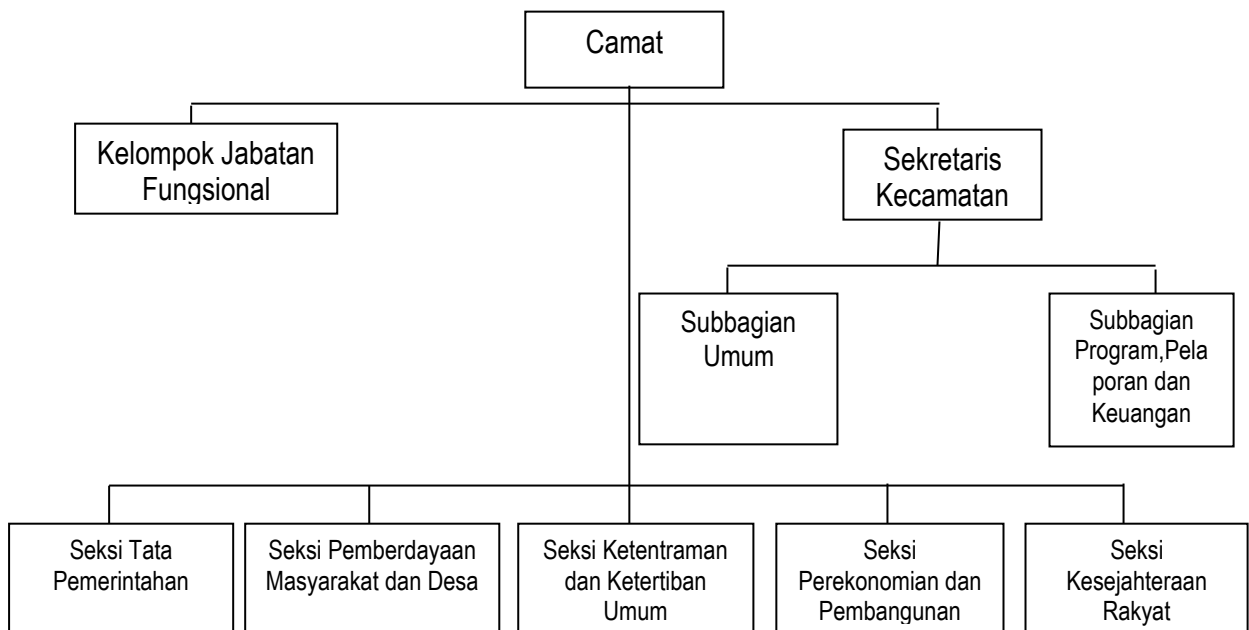 Camat
Kelompok Jabatan
Fungsional
Sekretaris
Kecamatan
Subbagian
Umum
Subbagian
Program,Pela
poran dan
Keuangan
Seksi Tata
Pemerintahan
Seksi Pemberdayaan
Masyarakat dan Desa
Seksi Ketentraman
dan Ketertiban
Umum
Seksi
Perekonomian dan
Pembangunan
Seksi
Kesejahteraan
Rakyat